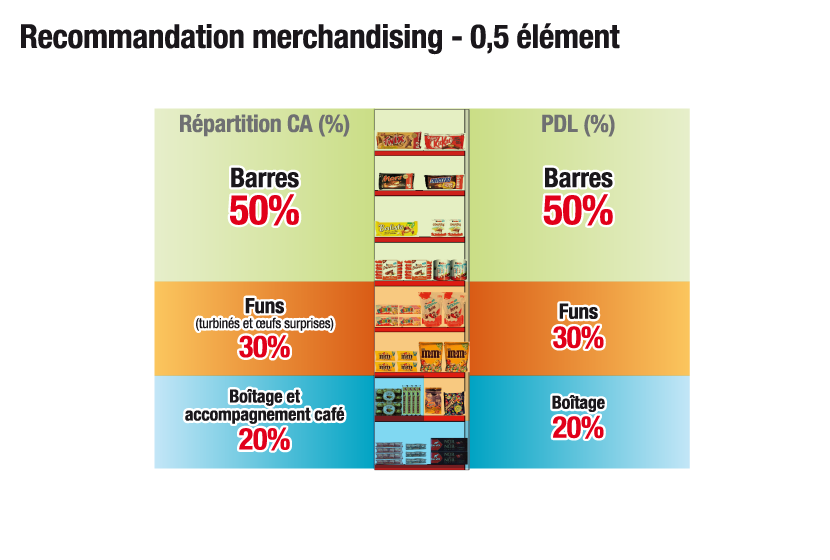 Recommandation merchandising - 0,5 élément
Répartition CA (%)
PDL (%)
Barres
50%
Barres
50%
Funs
(turbinés et œufs surprises)
30%
Funs
30%
Boîtage et
accompagnement café
20%
Boîtage
20%